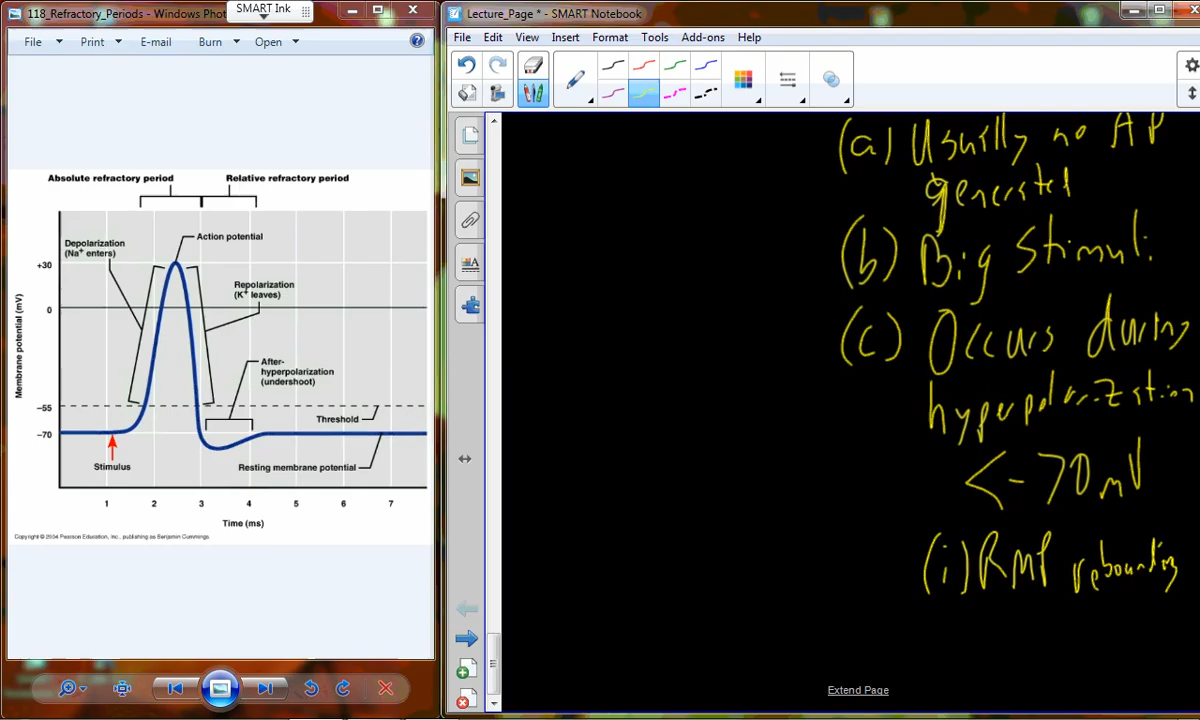 118_Refractory_Periods - Windows Phot
SMART Ink
File Print E-mail Burn Open
Absolute refractory period
Relative refractory period
Depolarization
(Na+ enters)
Action potential
+30
Repolarization
(K+ leaves)
0
Membrane potential (mV)
After-
hyperpolarization
(undershoot)
-55
Threshold
-70
Stimulus
Resting membrane potential
1 2 3 4 5 6 7
Time (ms)
Copyright © 2004 Pearson Education, Inc., publishing as Benjamin Cummings.
Lecture_Page * - SMART Notebook
File Edit View Insert Format Tools Add-ons Help
(a) Usually no AP
generated
(b) Big Stimuli
(c) Occurs during
hyperpolarization
<-70mV
(i) RMP rebounding
Extend Page